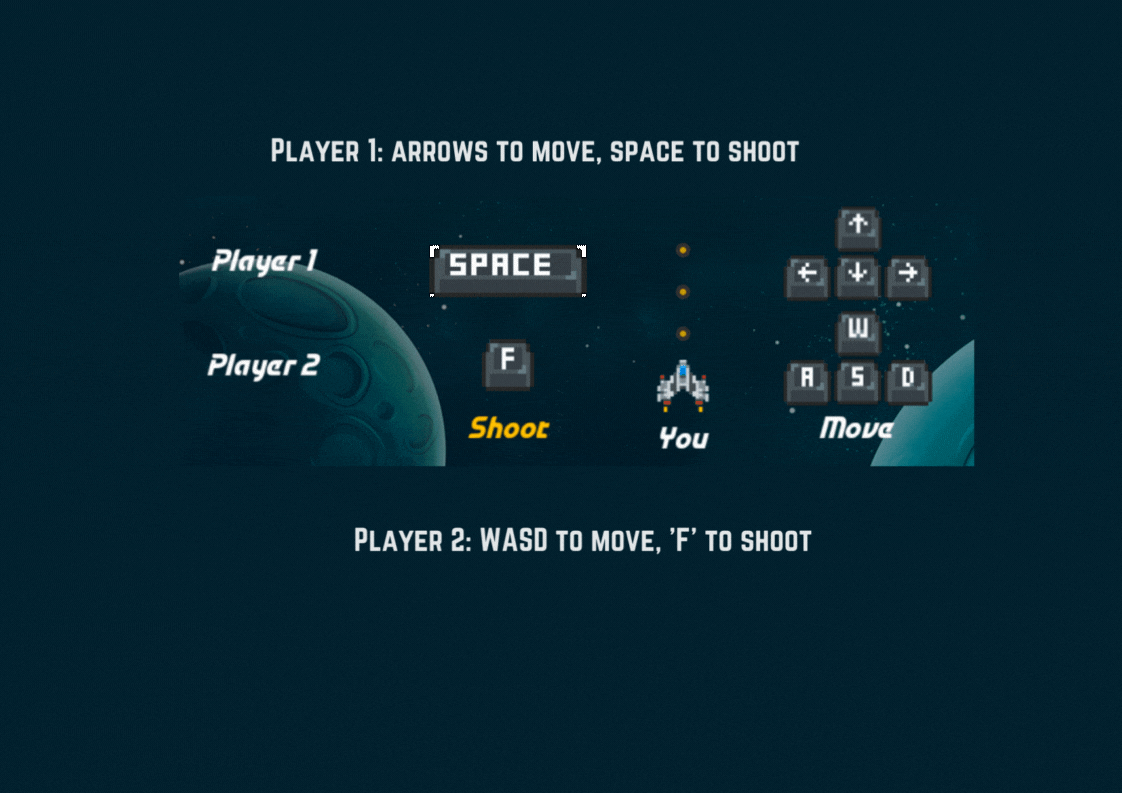 PLAYER 1: ARROWS TO MOVE, SPACE TO SHOOT
↑
Player 1 SPACE ← ↓ →
W
Player 2 F A S D
Shoot You Move
PLAYER 2: WASD TO MOVE, 'F' TO SHOOT